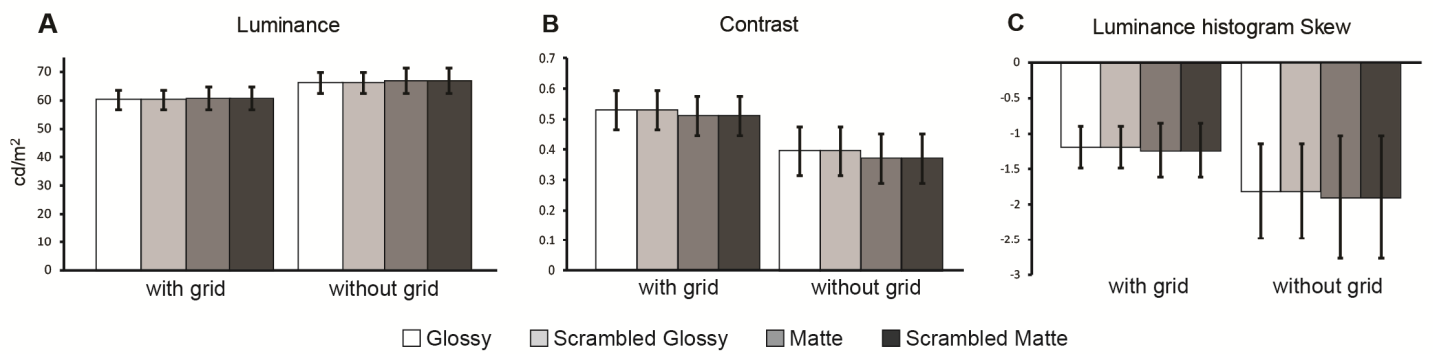 A
Luminance
cd/m²
70
60
50
40
30
20
10
0
with grid
without grid
B
Contrast
0.7
0.6
0.5
0.4
0.3
0.2
0.1
0
with grid
without grid
C
Luminance histogram Skew
0
-0.5
-1
-1.5
-2
-2.5
-3
with grid
without grid
Glossy
Scrambled Glossy
Matte
Scrambled Matte